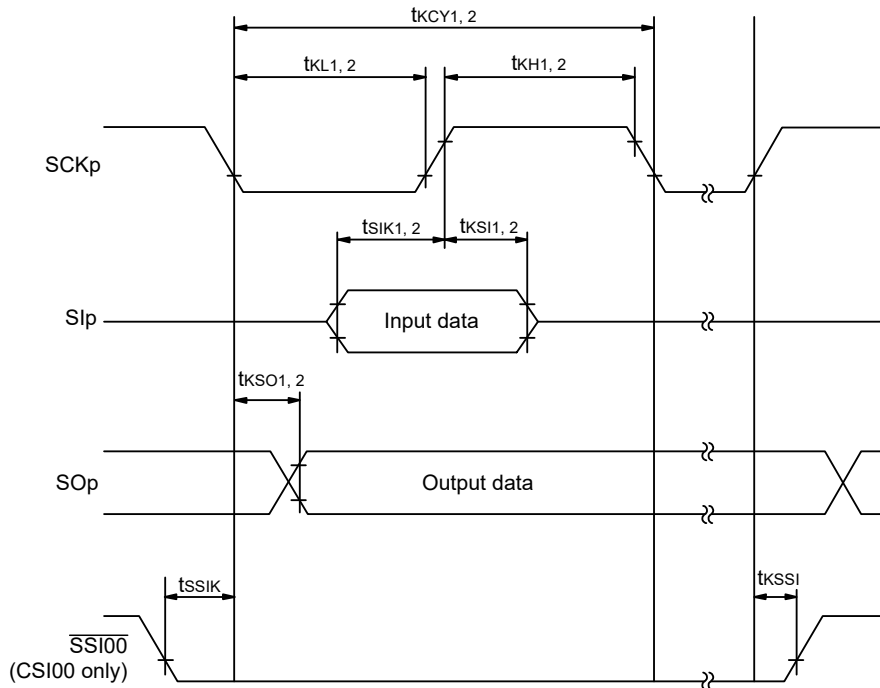 tKCY1, 2
tKL1, 2
tKH1, 2
SCKp
tSIK1, 2
tKSI1, 2
SIp
Input data
tKSO1, 2
SOp
Output data
tSSIK
tKSSI
SSI00
(CSI00 only)